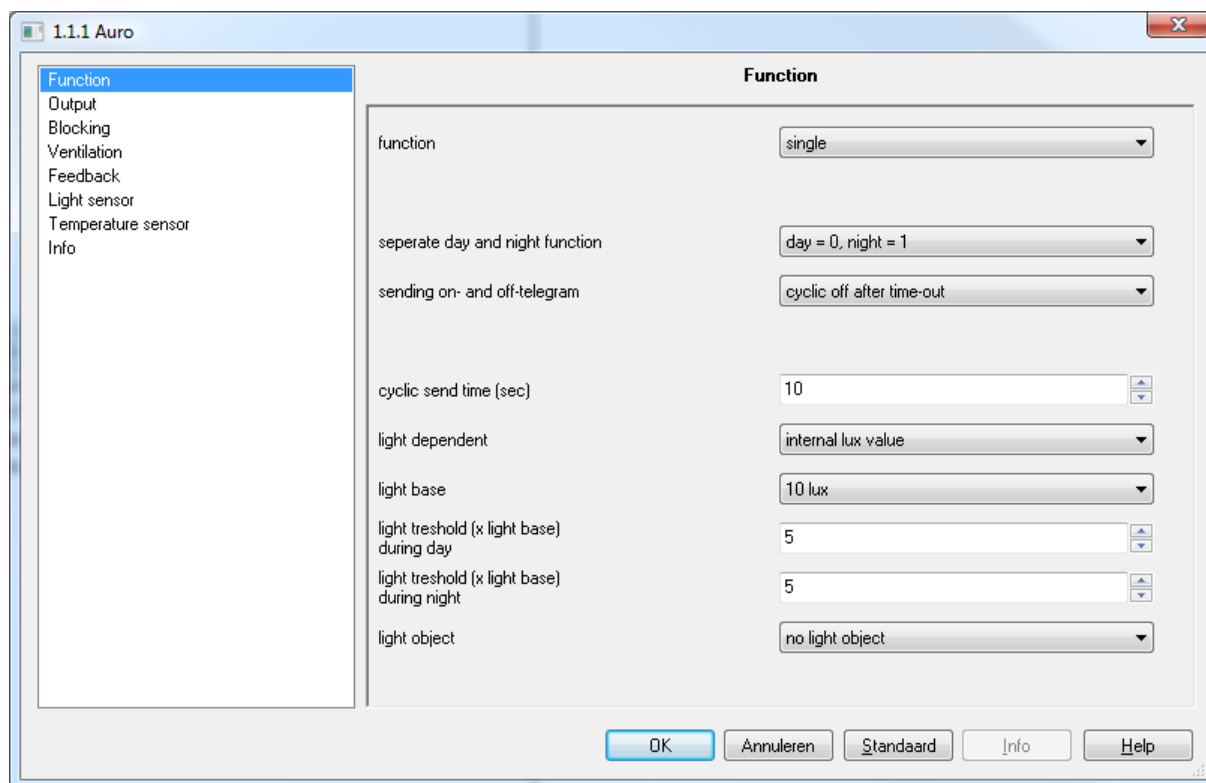 1.1.1 Auro
Function
Output
Blocking
Ventilation
Feedback
Light sensor
Temperature sensor
Info
Function
function
single
seperate day and night function
day = 0, night = 1
sending on- and off-telegram
cyclic off after time-out
cyclic send time (sec)
10
light dependent
internal lux value
light base
10 lux
light treshold (x light base)
during day
5
light treshold (x light base)
during night
5
light object
no light object
OK
Annuleren
Standaard
Info
Help